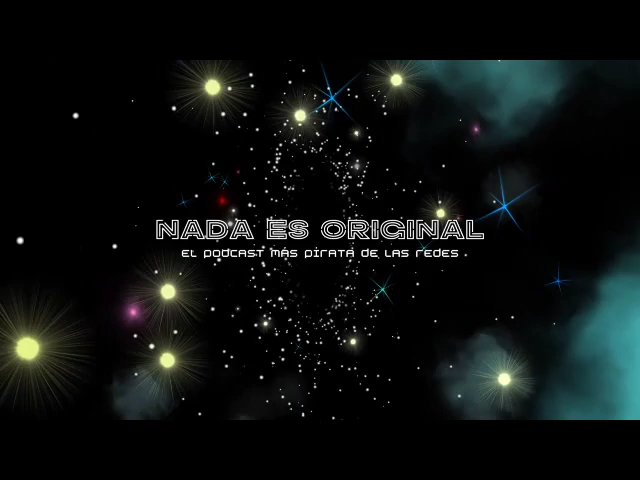 NADA ES ORIGINAL
EL PODCAST MÁS PIRATA DE LAS REDES